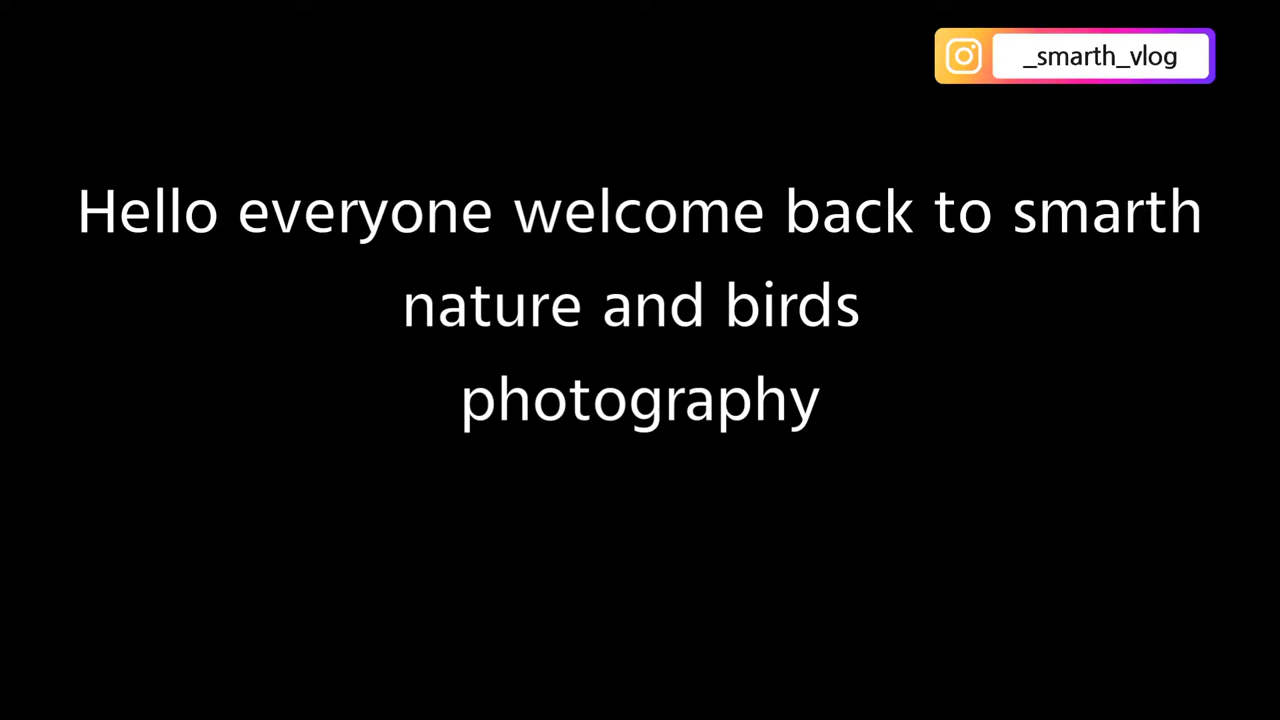 _smarth_vlog
Hello everyone welcome back to smarth
nature and birds
photography